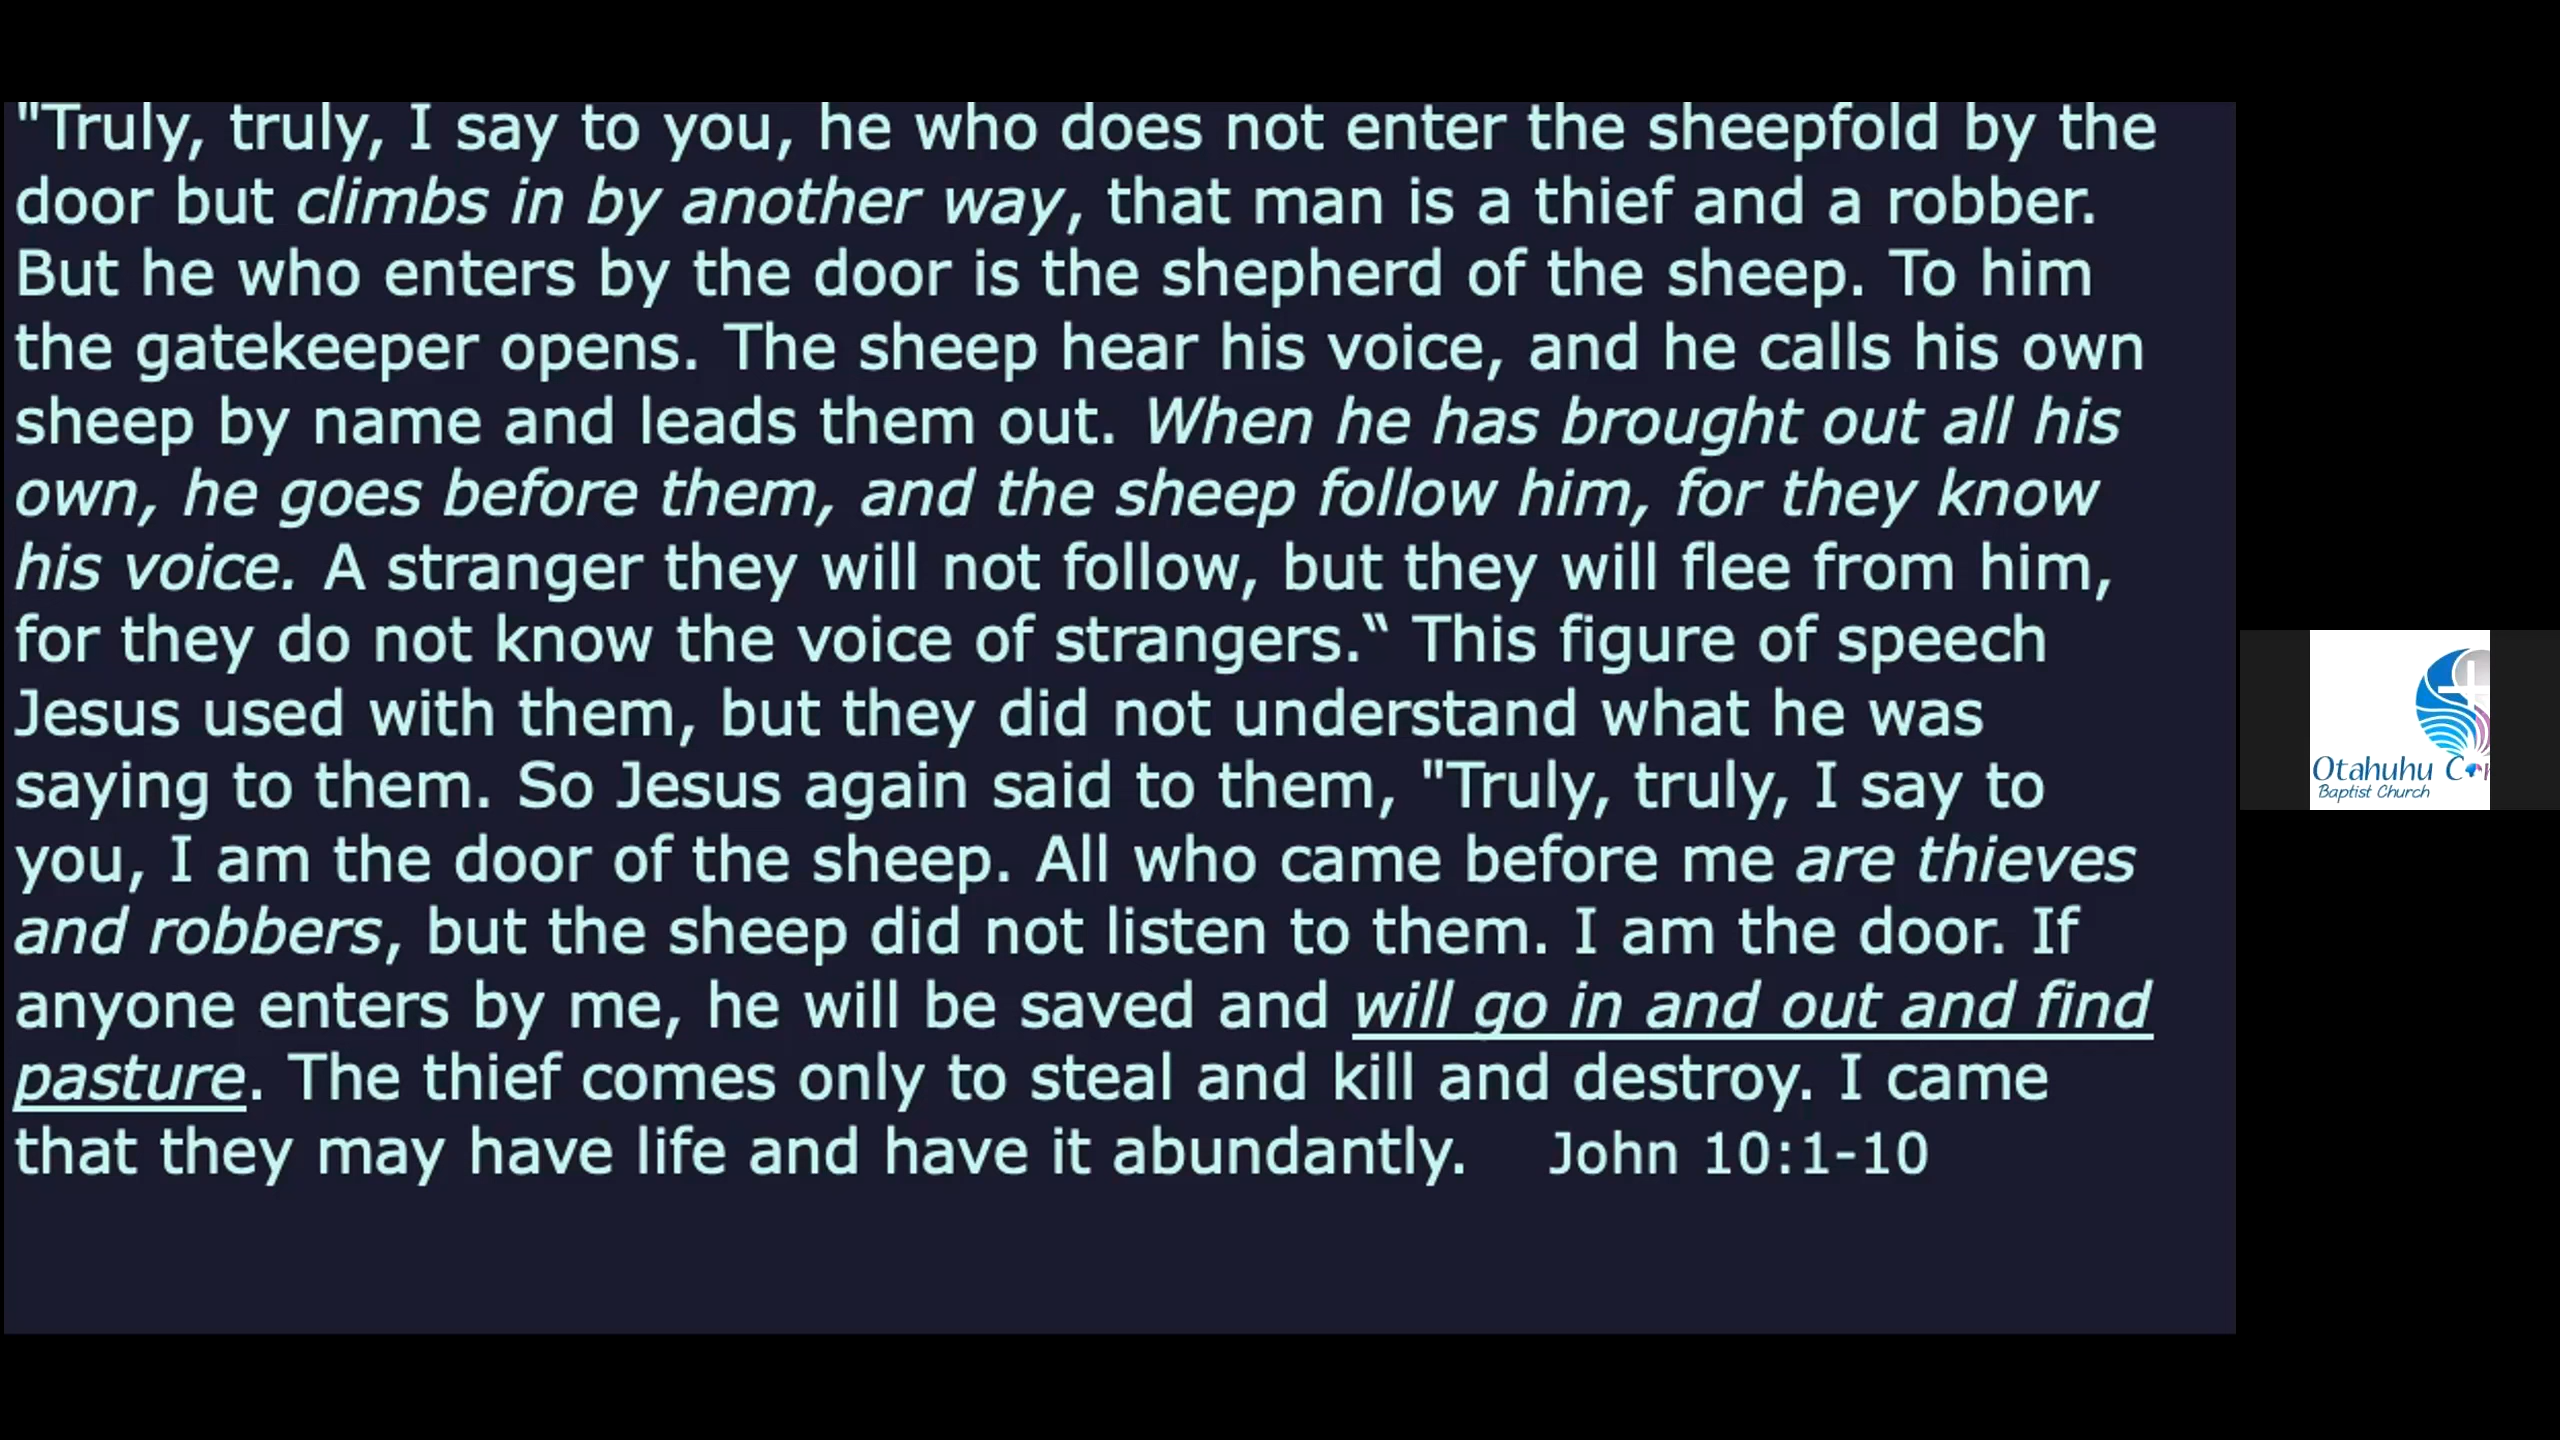 "Truly, truly, I say to you, he who does not enter the sheepfold by the
door but climbs in by another way, that man is a thief and a robber.
But he who enters by the door is the shepherd of the sheep. To him
the gatekeeper opens. The sheep hear his voice, and he calls his own
sheep by name and leads them out. When he has brought out all his
own, he goes before them, and the sheep follow him, for they know
his voice. A stranger they will not follow, but they will flee from him,
for they do not know the voice of strangers.‟ This figure of speech
Jesus used with them, but they did not understand what he was
saying to them. So Jesus again said to them, "Truly, truly, I say to
you, I am the door of the sheep. All who came before me are thieves
and robbers, but the sheep did not listen to them. I am the door. If
anyone enters by me, he will be saved and will go in and out and find
pasture. The thief comes only to steal and kill and destroy. I came
that they may have life and have it abundantly. John 10:1-10
Otahuhu
Baptist Church